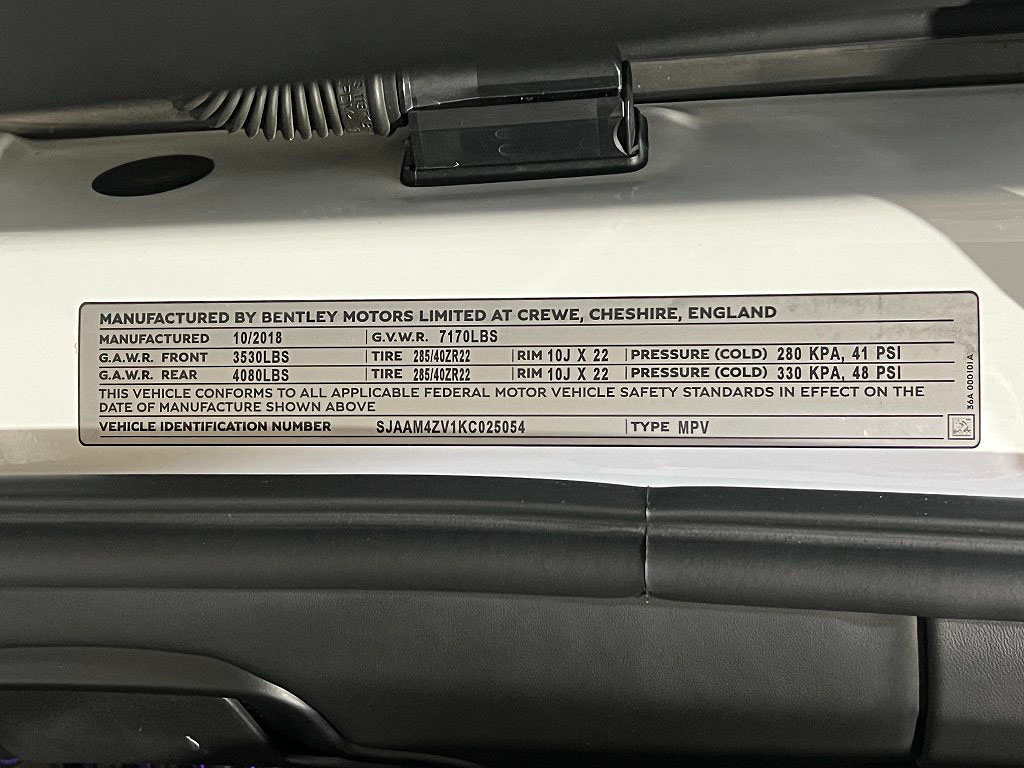 MANUFACTURED BY BENTLEY MOTORS LIMITED AT CREWE, CHESHIRE, ENGLAND
MANUFACTURED 10/2018 G.V.W.R. 7170LBS
G.A.W.R. FRONT 3530LBS TIRE 285/40ZR22 RIM 10J X 22 PRESSURE (COLD) 280 KPA, 41 PSI
G.A.W.R. REAR 4080LBS TIRE 285/40ZR22 RIM 10J X 22 PRESSURE (COLD) 330 KPA, 48 PSI
THIS VEHICLE CONFORMS TO ALL APPLICABLE FEDERAL MOTOR VEHICLE SAFETY STANDARDS IN EFFECT ON THE
DATE OF MANUFACTURE SHOWN ABOVE
VEHICLE IDENTIFICATION NUMBER SJAAM4ZV1KC025054 TYPE MPV
36A 000101A